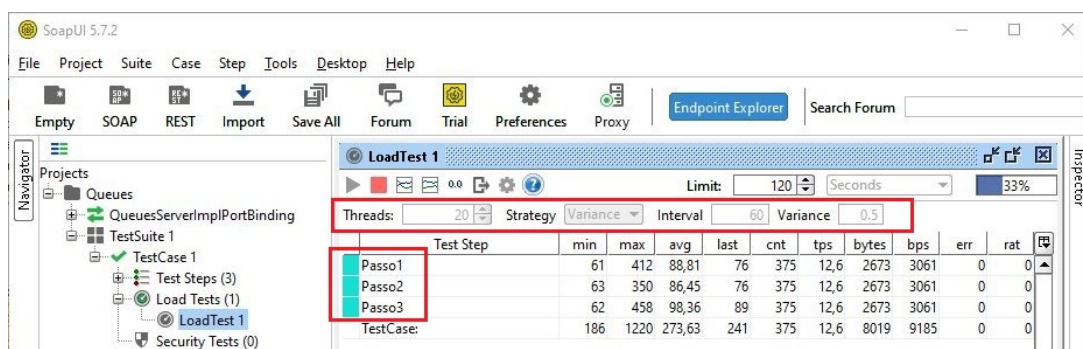 SoapUI 5.7.2
File Project Suite Case Step Tools Desktop Help
SO AP RE ST
Empty SOAP REST Import Save All Forum Trial Preferences Proxy Endpoint Explorer Search Forum
Navigator
Projects
Queues
QueuesServerImplPortBinding
TestSuite 1
TestCase 1
Test Steps (3)
Load Tests (1)
LoadTest 1
Security Tests (0)
LoadTest 1
0.0 ? Limit: 120 Seconds 33%
Threads: 20 Strategy Variance Interval 60 Variance 0.5
Test Step min max avg last cnt tps bytes bps err rat
Passo1 61 412 88,81 76 375 12,6 2673 3061 0 0
Passo2 63 350 86,45 76 375 12,6 2673 3061 0 0
Passo3 62 458 98,36 89 375 12,6 2673 3061 0 0
TestCase: 186 1220 273,63 241 375 12,6 8019 9185 0 0
Inspector